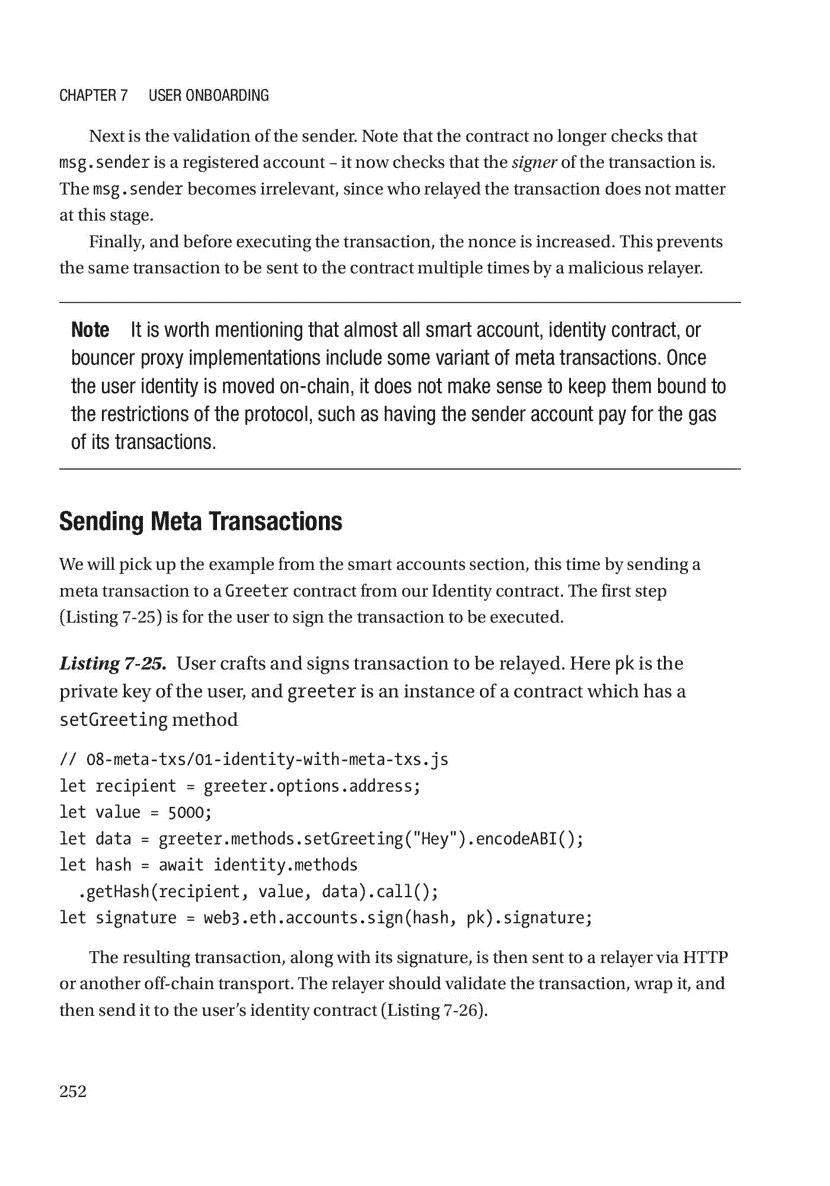 CHAPTER 7 USER ONBOARDING
Next is the validation of the sender. Note that the contract no longer checks that
msg.sender is a registered account – it now checks that the signer of the transaction is.
The msg.sender becomes irrelevant, since who relayed the transaction does not matter
at this stage.
Finally, and before executing the transaction, the nonce is increased. This prevents
the same transaction to be sent to the contract multiple times by a malicious relayer.
Note It is worth mentioning that almost all smart account, identity contract, or
bouncer proxy implementations include some variant of meta transactions. Once
the user identity is moved on-chain, it does not make sense to keep them bound to
the restrictions of the protocol, such as having the sender account pay for the gas
of its transactions.
Sending Meta Transactions
We will pick up the example from the smart accounts section, this time by sending a
meta transaction to a Greeter contract from our Identity contract. The first step
(Listing 7-25) is for the user to sign the transaction to be executed.
Listing 7-25. User crafts and signs transaction to be relayed. Here pk is the
private key of the user, and greeter is an instance of a contract which has a
setGreeting method
// 08-meta-txs/01-identity-with-meta-txs.js
let recipient = greeter.options.address;
let value = 5000;
let data = greeter.methods.setGreeting("Hey").encodeABI();
let hash = await identity.methods
.getHash(recipient, value, data).call();
let signature = web3.eth.accounts.sign(hash, pk).signature;
The resulting transaction, along with its signature, is then sent to a relayer via HTTP
or another off-chain transport. The relayer should validate the transaction, wrap it, and
then send it to the user's identity contract (Listing 7-26).
252